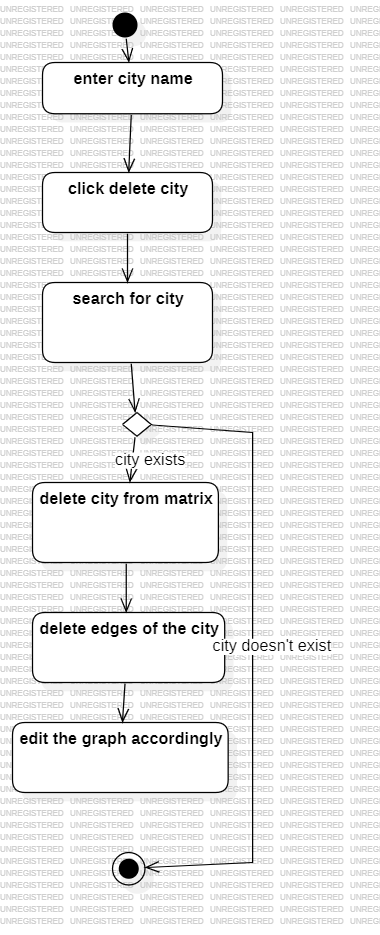 enter city name
click delete city
search for city
city exists
delete city from matrix
delete edges of the city
city doesn't exist
edit the graph accordingly
UNREGISTERED